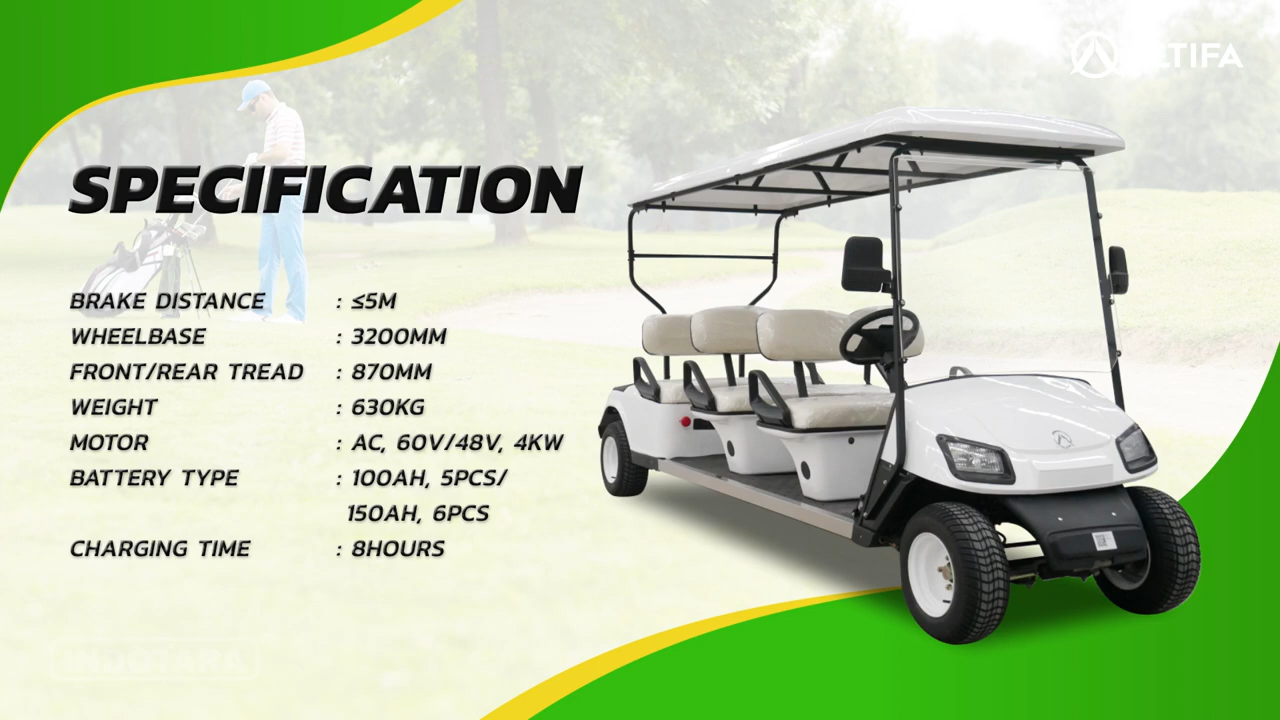 SPECIFICATION
BRAKE DISTANCE : ≤5M
WHEELBASE : 3200MM
FRONT/REAR TREAD : 870MM
WEIGHT : 630KG
MOTOR : AC, 60V/48V, 4KW
BATTERY TYPE : 100AH, 5PCS/
150AH, 6PCS
CHARGING TIME : 8HOURS